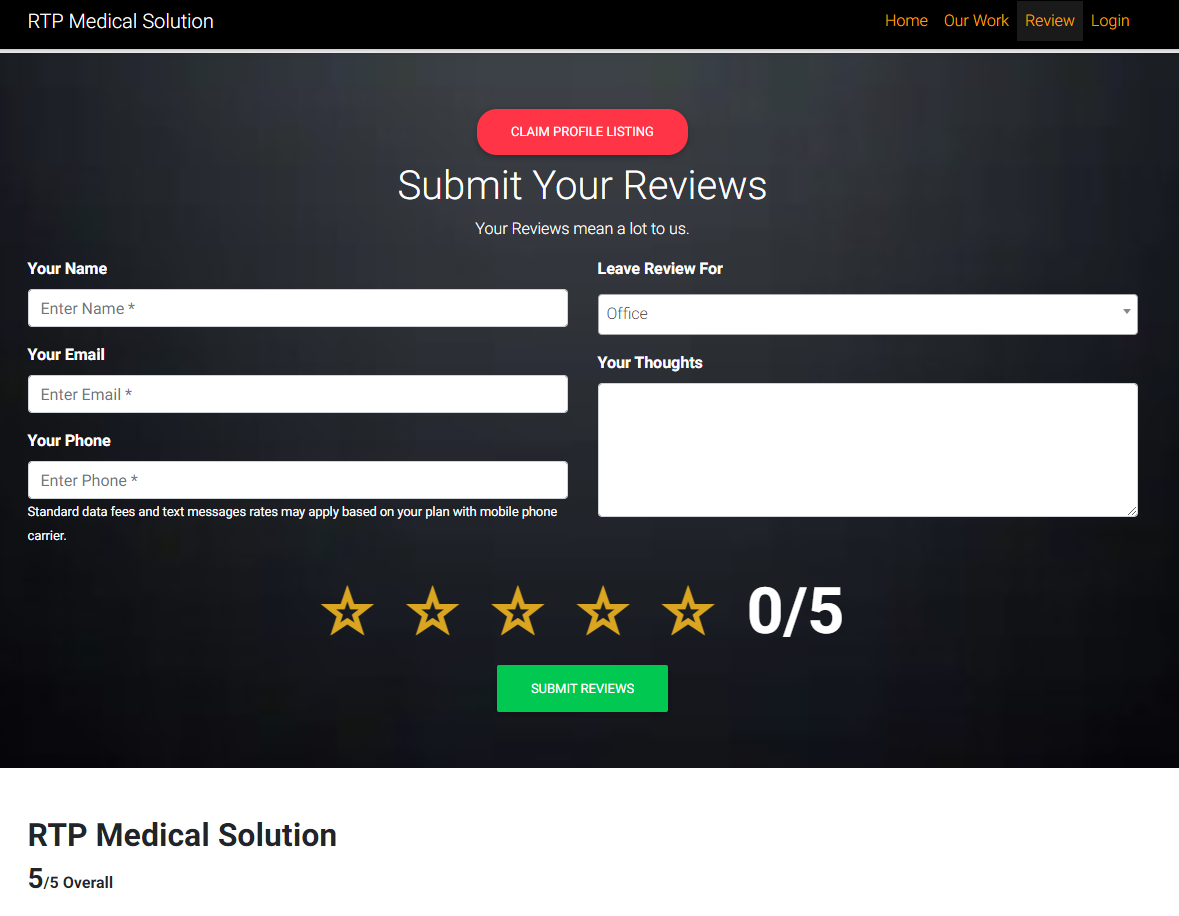 RTP Medical Solution
Home Our Work Review Login
CLAIM PROFILE LISTING
Submit Your Reviews
Your Reviews mean a lot to us.
Your Name
Enter Name *
Your Email
Enter Email *
Your Phone
Enter Phone *
Standard data fees and text messages rates may apply based on your plan with mobile phone
carrier.
Leave Review For
Office
Your Thoughts
0/5
SUBMIT REVIEWS
RTP Medical Solution
5/5 Overall